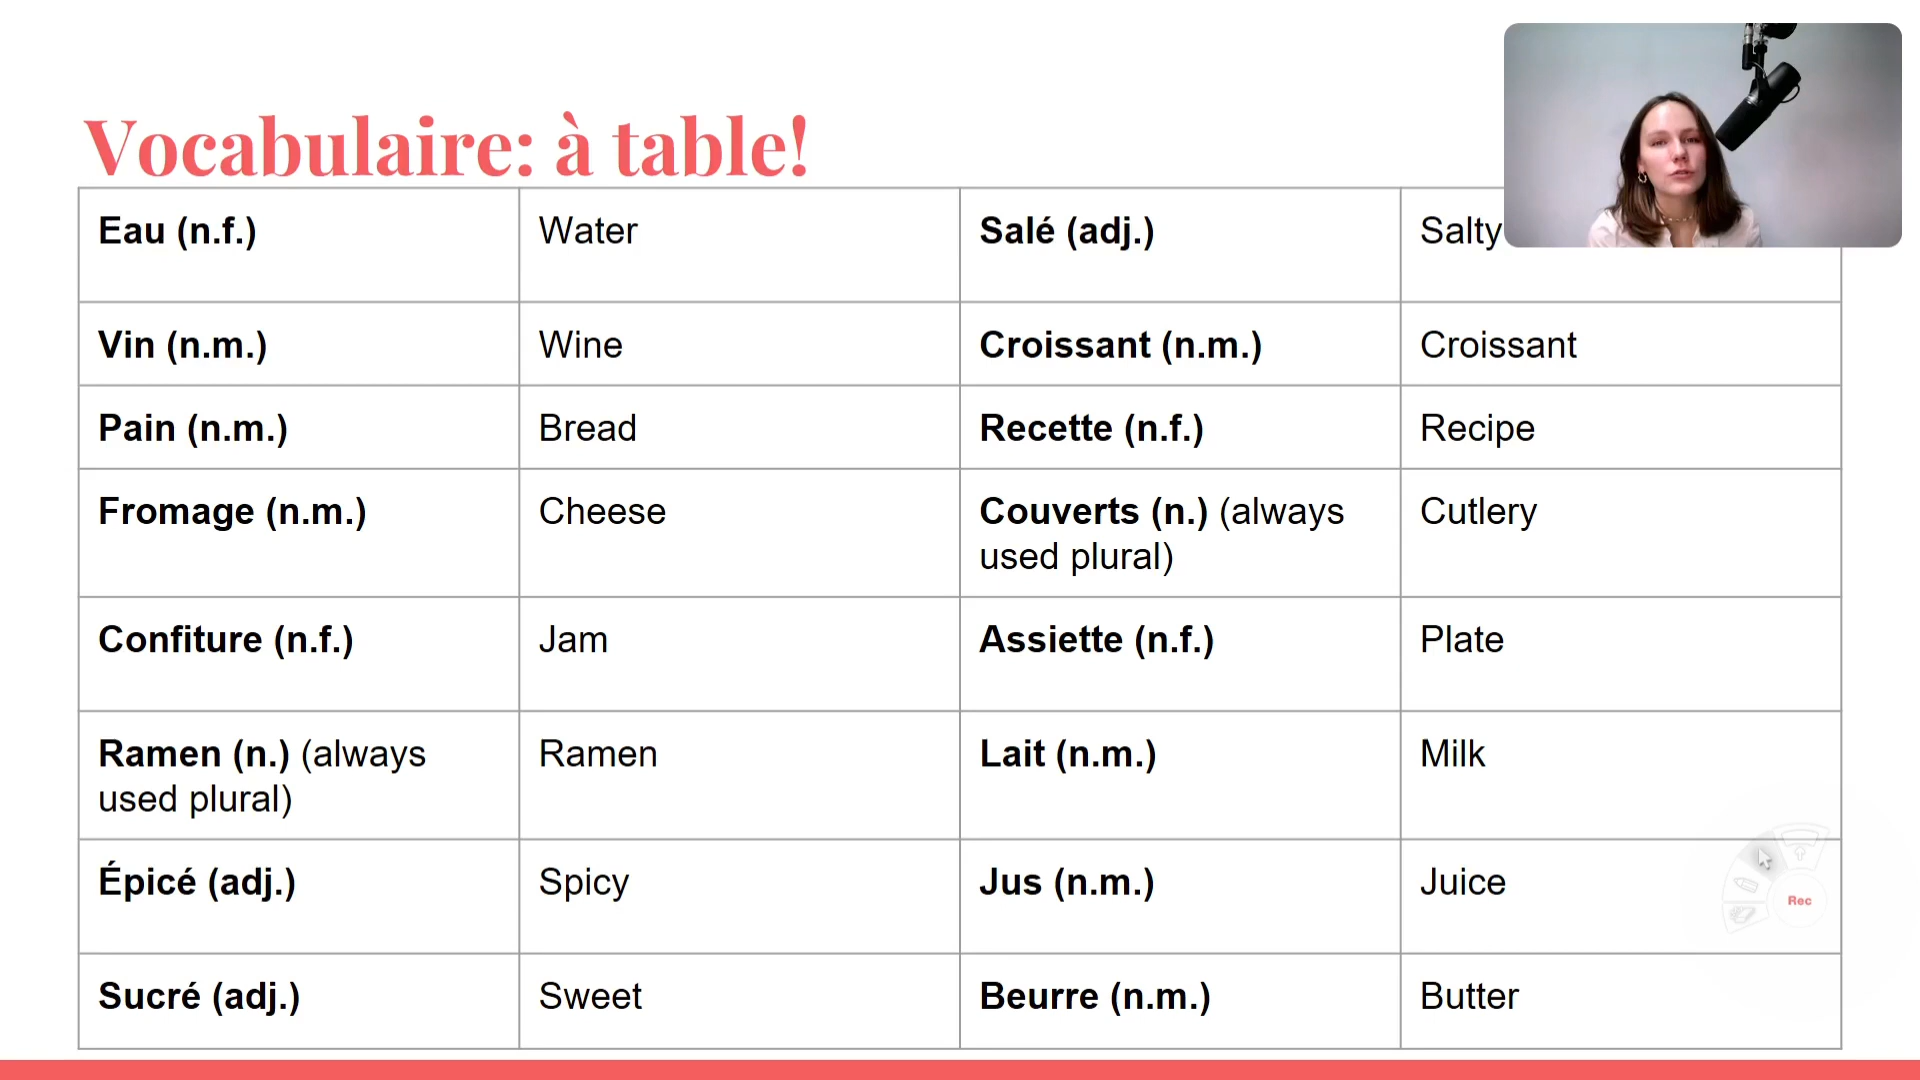 Vocabulaire: à table!
Eau (n.f.)
Water
Salé (adj.)
Salty
Vin (n.m.)
Wine
Croissant (n.m.)
Croissant
Pain (n.m.)
Bread
Recette (n.f.)
Recipe
Fromage (n.m.)
Cheese
Couverts (n.) (always
used plural)
Cutlery
Confiture (n.f.)
Jam
Assiette (n.f.)
Plate
Ramen (n.) (always
used plural)
Ramen
Lait (n.m.)
Milk
Épicé (adj.)
Spicy
Jus (n.m.)
Juice
Rec
Sucré (adj.)
Sweet
Beurre (n.m.)
Butter